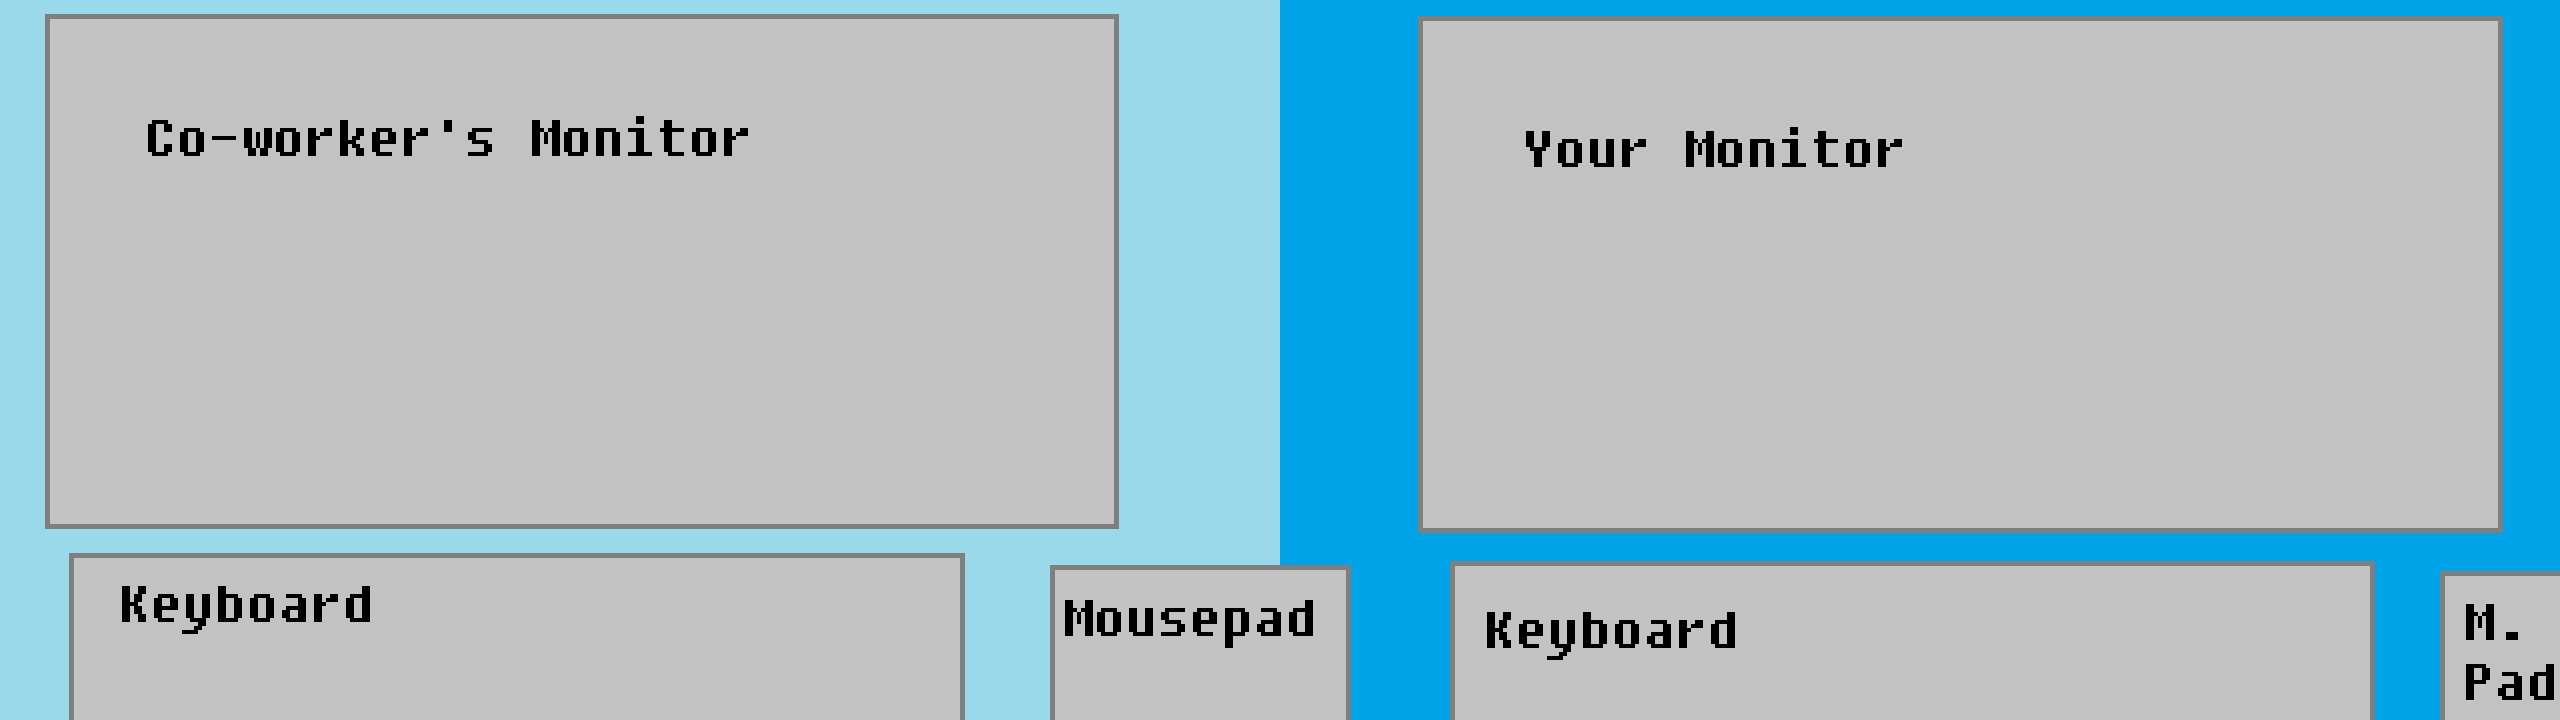 Co-worker's Monitor
Your Monitor
Keyboard
Mousepad
Keyboard
M.
Pad